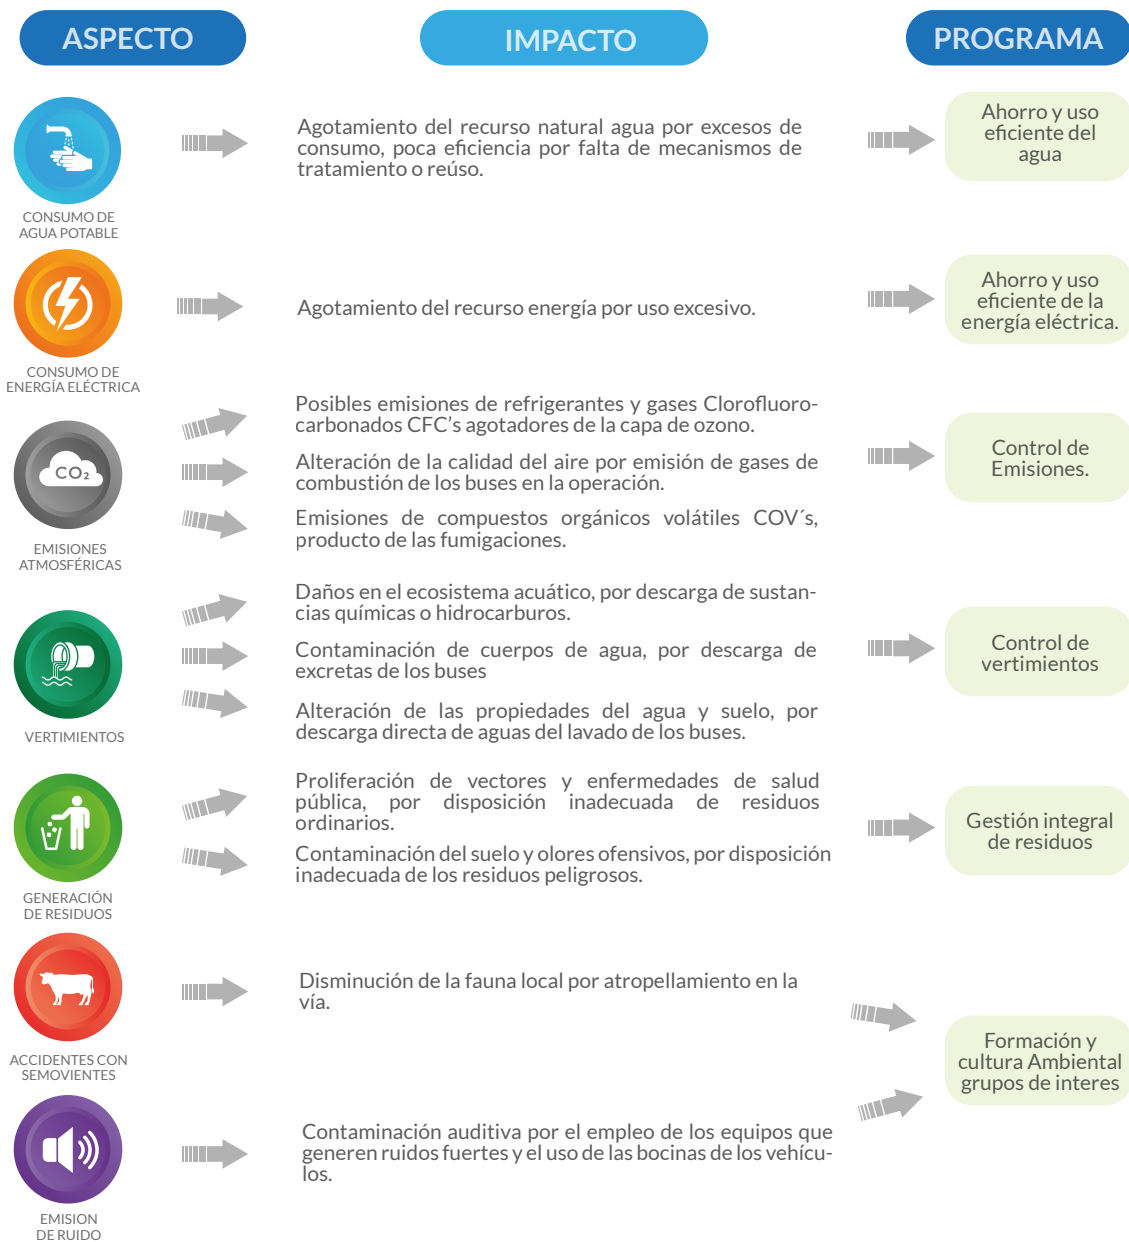 ASPECTO
IMPACTO
PROGRAMA
CONSUMO DE
AGUA POTABLE
Agotamiento del recurso natural agua por excesos de
consumo, poca eficiencia por falta de mecanismos de
tratamiento o reúso.
Ahorro y uso
eficiente del
agua
CONSUMO DE
ENERGÍA ELÉCTRICA
Agotamiento del recurso energía por uso excesivo.
Ahorro y uso
eficiente de la
energía eléctrica.
CO₂
EMISIONES
ATMOSFÉRICAS
Posibles emisiones de refrigerantes y gases Clorofluoro-
carbonados CFC's agotadores de la capa de ozono.
Alteración de la calidad del aire por emisión de gases de
combustión de los buses en la operación.
Emisiones de compuestos orgánicos volátiles COV´s,
producto de las fumigaciones.
Control de
Emisiones.
VERTIMIENTOS
Daños en el ecosistema acuático, por descarga de sustan-
cias químicas o hidrocarburos.
Contaminación de cuerpos de agua, por descarga de
excretas de los buses
Alteración de las propiedades del agua y suelo, por
descarga directa de aguas del lavado de los buses.
Control de
vertimientos
GENERACIÓN
DE RESIDUOS
Proliferación de vectores y enfermedades de salud
pública, por disposición inadecuada de residuos
ordinarios.
Contaminación del suelo y olores ofensivos, por disposición
inadecuada de los residuos peligrosos.
Gestión integral
de residuos
ACCIDENTES CON
SEMOVIENTES
Disminución de la fauna local por atropellamiento en la
vía.
Formación y
cultura Ambiental
grupos de interes
EMISION
DE RUIDO
Contaminación auditiva por el empleo de los equipos que
generen ruidos fuertes y el uso de las bocinas de los vehícu-
los.